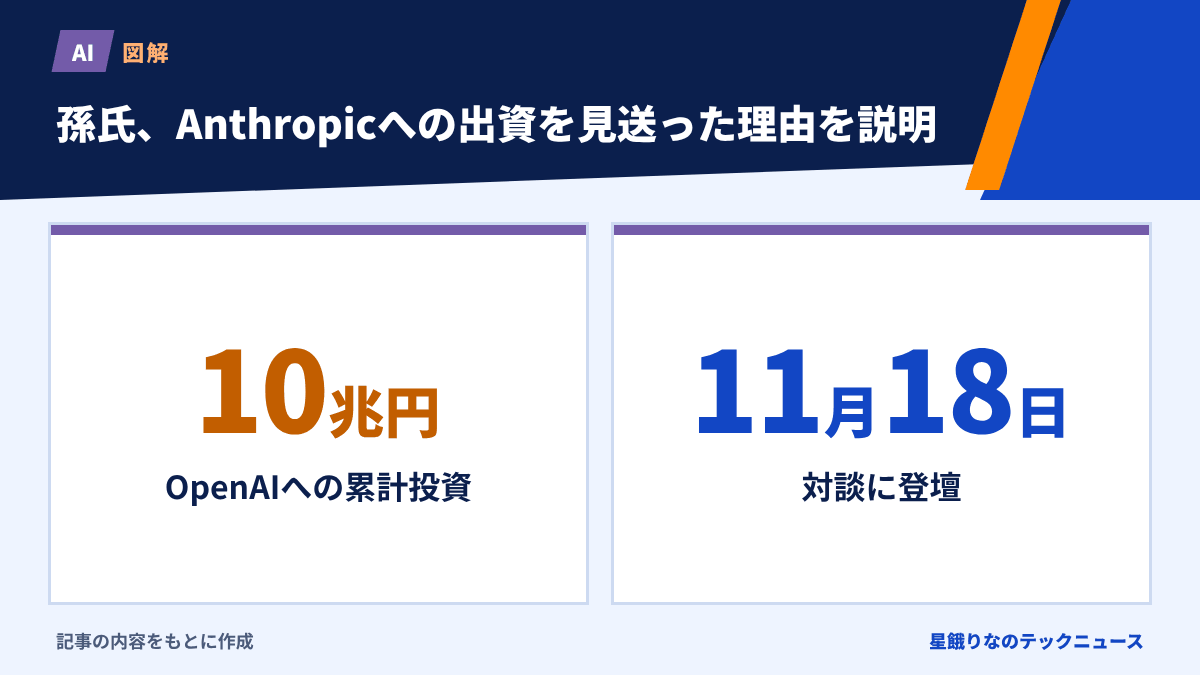 AI 図解
孫氏、Anthropicへの出資を見送った理由を説明
10兆円
OpenAIへの累計投資
11月18日
対談に登壇
記事の内容をもとに作成
星餓りなのテックニュース